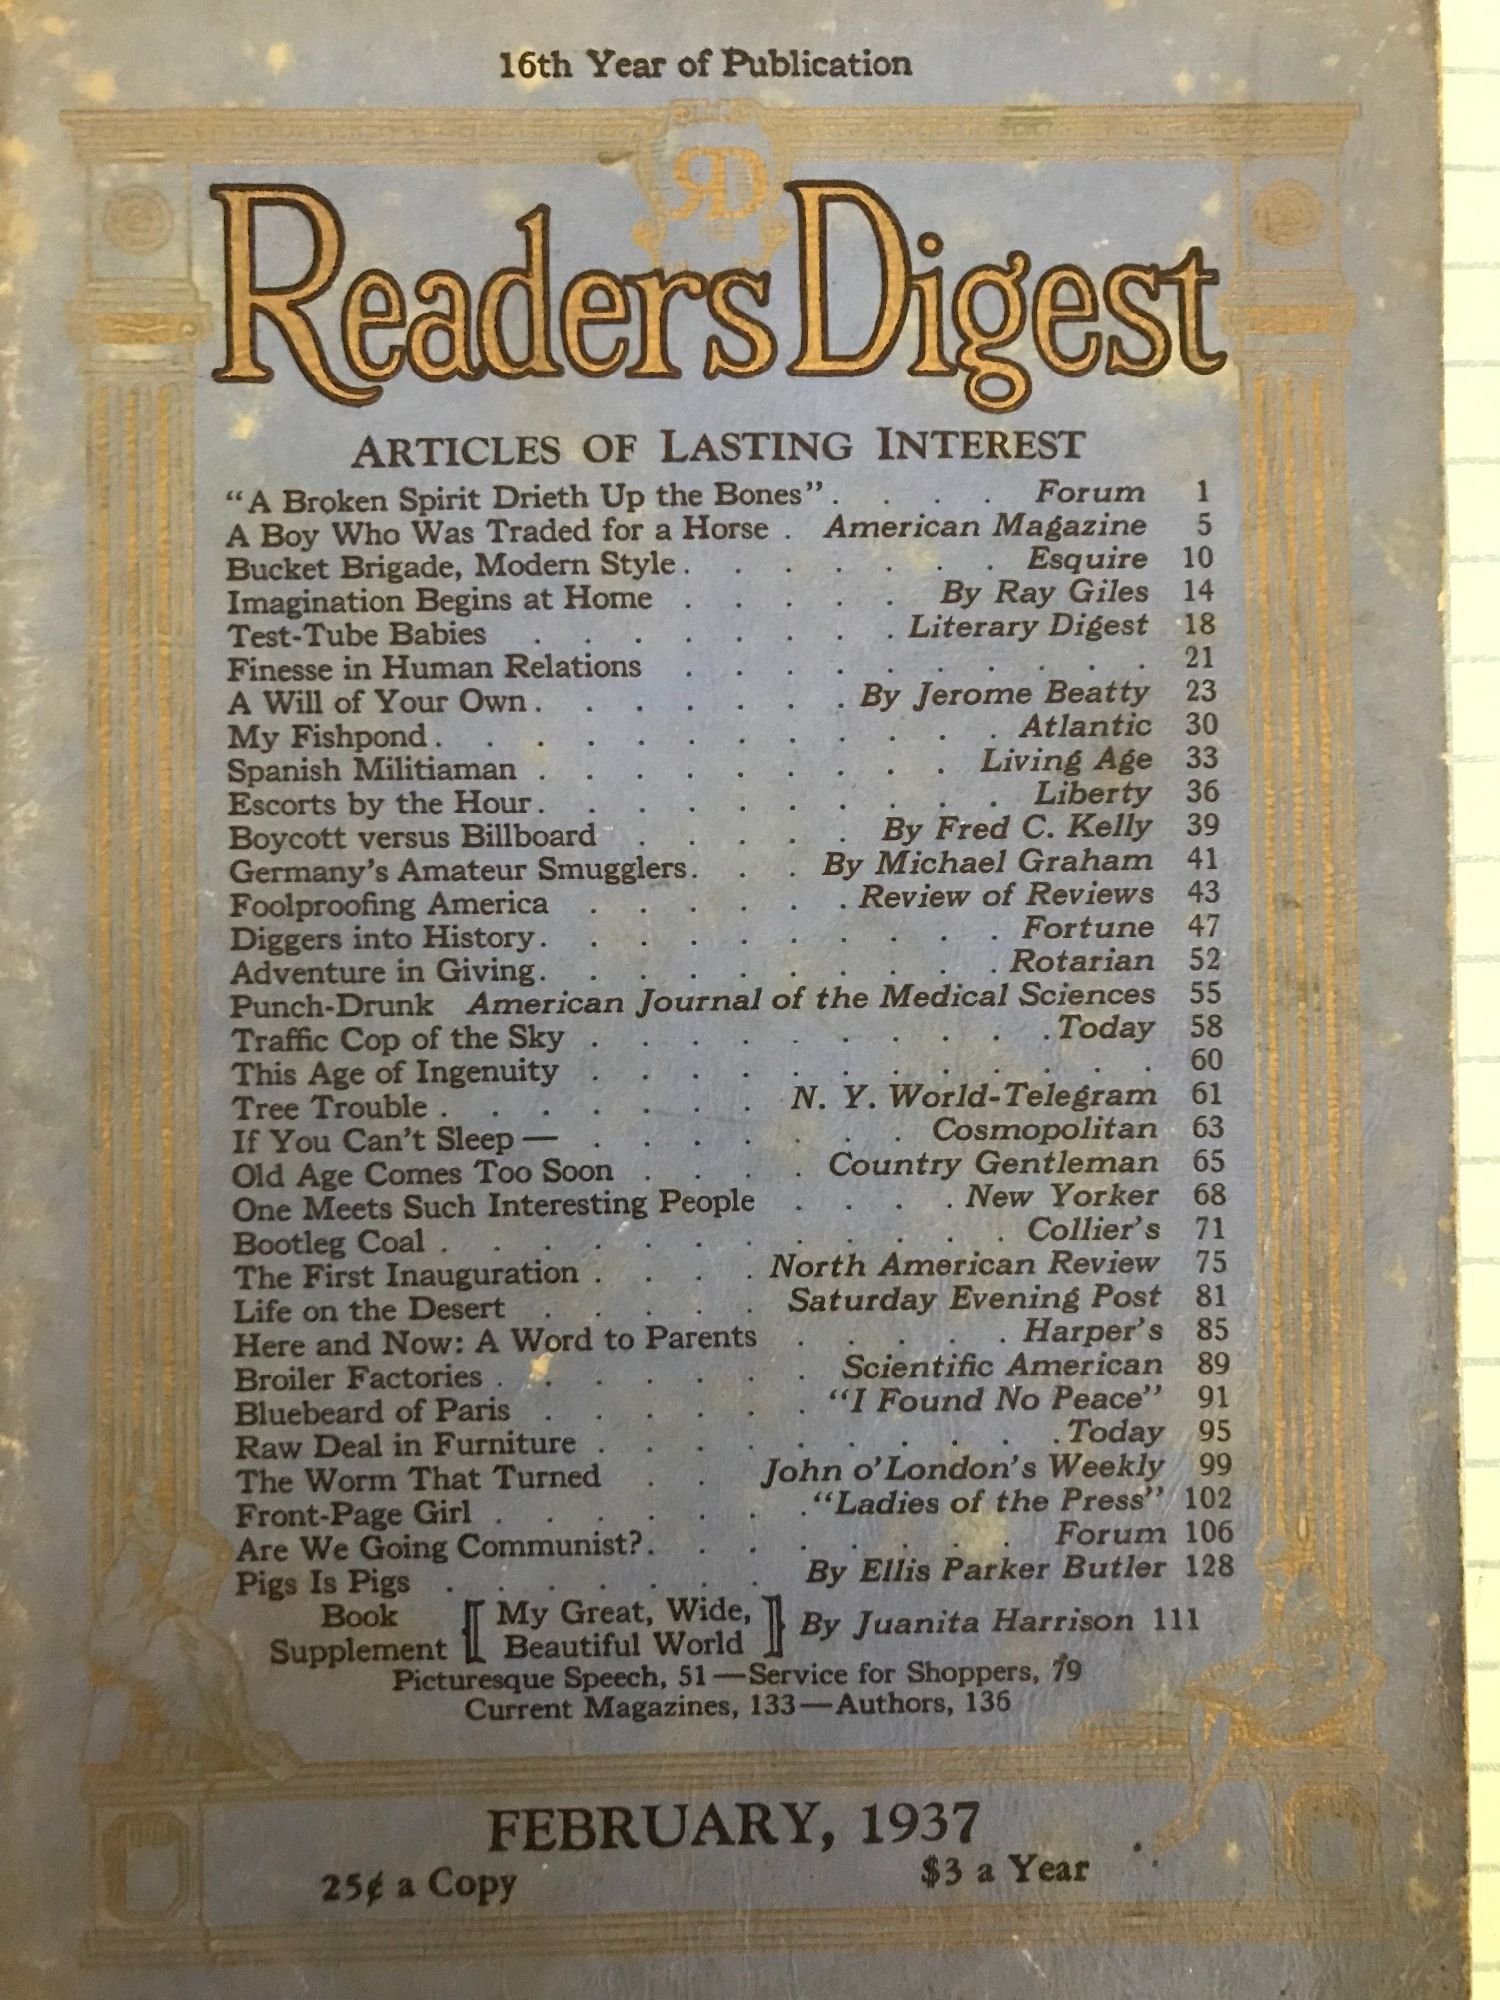 16th Year of Publication
RD
Readers Digest
ARTICLES OF LASTING INTEREST
"A Broken Spirit Drieth Up the Bones" . . . . Forum 1
A Boy Who Was Traded for a Horse . American Magazine 5
Bucket Brigade, Modern Style . . . . . . . Esquire 10
Imagination Begins at Home . . . . . By Ray Giles 14
Test-Tube Babies . . . . . . . . Literary Digest 18
Finesse in Human Relations . . . . . . . . . . 21
A Will of Your Own . . . . . . . By Jerome Beatty 23
My Fishpond . . . . . . . . . . . . Atlantic 30
Spanish Militiaman . . . . . . . . . Living Age 33
Escorts by the Hour . . . . . . . . . . Liberty 36
Boycott versus Billboard . . . . . By Fred C. Kelly 39
Germany's Amateur Smugglers . . . By Michael Graham 41
Foolproofing America . . . . . . Review of Reviews 43
Diggers into History . . . . . . . . . . Fortune 47
Adventure in Giving . . . . . . . . . . Rotarian 52
Punch-Drunk American Journal of the Medical Sciences 55
Traffic Cop of the Sky . . . . . . . . . . Today 58
This Age of Ingenuity . . . . . . . . . . . . 60
Tree Trouble . . . . . . . N. Y. World-Telegram 61
If You Can't Sleep — . . . . . . . Cosmopolitan 63
Old Age Comes Too Soon . . . . Country Gentleman 65
One Meets Such Interesting People . . . . New Yorker 68
Bootleg Coal . . . . . . . . . . . . Collier's 71
The First Inauguration . . . . North American Review 75
Life on the Desert . . . . . Saturday Evening Post 81
Here and Now: A Word to Parents . . . . . Harper's 85
Broiler Factories . . . . . . . Scientific American 89
Bluebeard of Paris . . . . . . "I Found No Peace" 91
Raw Deal in Furniture . . . . . . . . . . Today 95
The Worm That Turned . . John o'London's Weekly 99
Front-Page Girl . . . . . . . "Ladies of the Press" 102
Are We Going Communist? . . . . . . . . Forum 106
Pigs Is Pigs . . . . . . . By Ellis Parker Butler 128
Book Supplement [ My Great, Wide, Beautiful World ] By Juanita Harrison 111
Picturesque Speech, 51—Service for Shoppers, 79
Current Magazines, 133—Authors, 136
FEBRUARY, 1937
25¢ a Copy $3 a Year